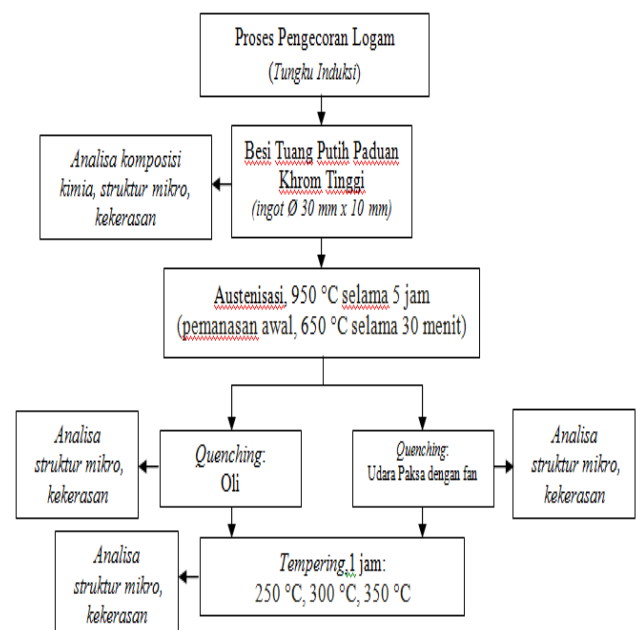 Proses Pengecoran Logam
(Tungku Induksi)
Analisa komposisi
kimia, struktur mikro,
kekerasan
Besi Tuang Putih Paduan
Khrom Tinggi
(ingot Ø 30 mm x 10 mm)
Austenisasi, 950 °C selama 5 jam
(pemanasan awal, 650 °C selama 30 menit)
Analisa
struktur mikro,
kekerasan
Quenching:
Oli
Quenching:
Udara Paksa dengan fan
Analisa
struktur mikro,
kekerasan
Analisa
struktur mikro,
kekerasan
Tempering,1 jam:
250 °C, 300 °C, 350 °C